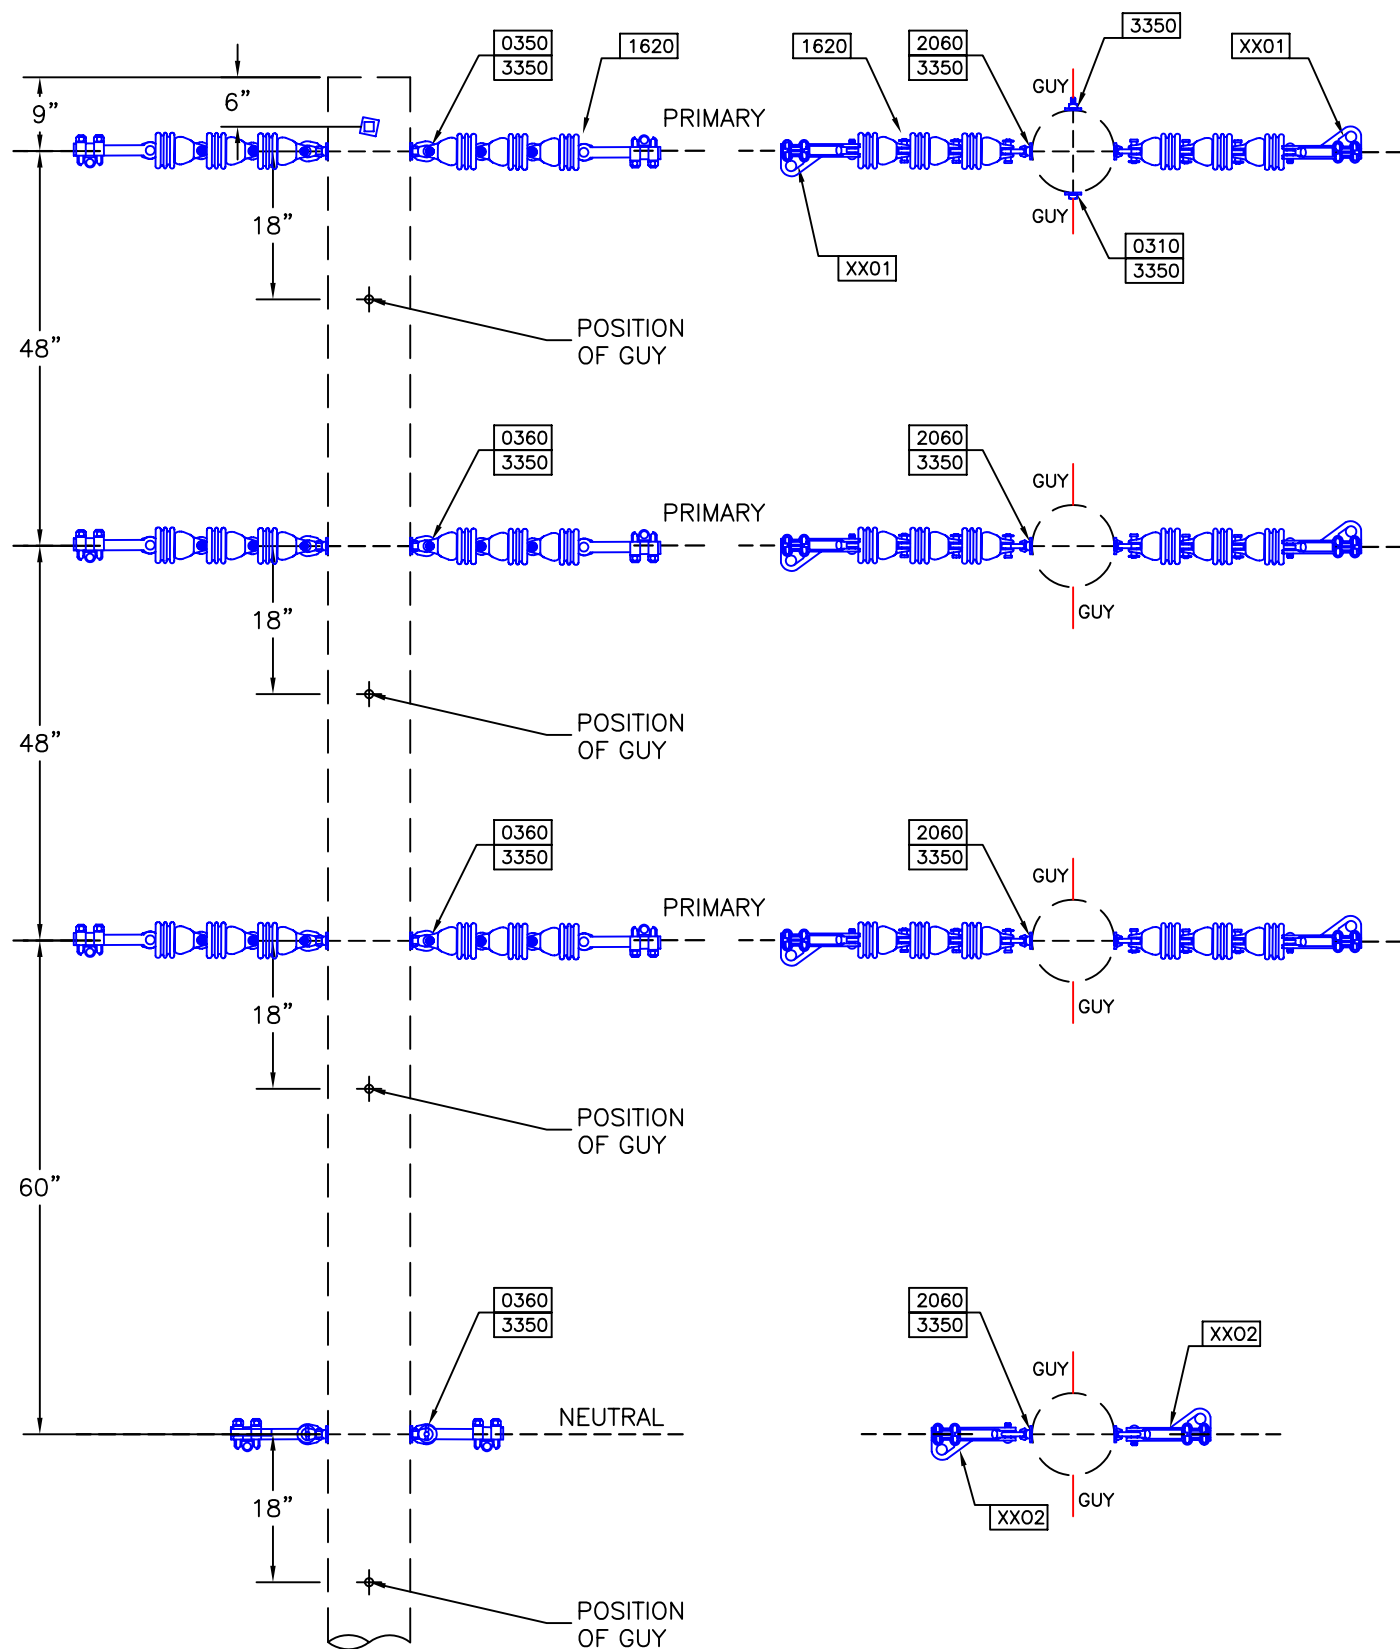 0350
3350
1620
1620
2060
3350
3350
XX01
9”
6”
PRIMARY
GUY
18”
GUY
XX01
0310
3350
48”
POSITION
OF GUY
0360
3350
PRIMARY
2060
3350
GUY
18”
GUY
48”
POSITION
OF GUY
0360
3350
PRIMARY
2060
3350
GUY
18”
GUY
POSITION
OF GUY
60”
0360
3350
NEUTRAL
2060
3350
GUY
XX02
18”
GUY
XX02
POSITION
OF GUY